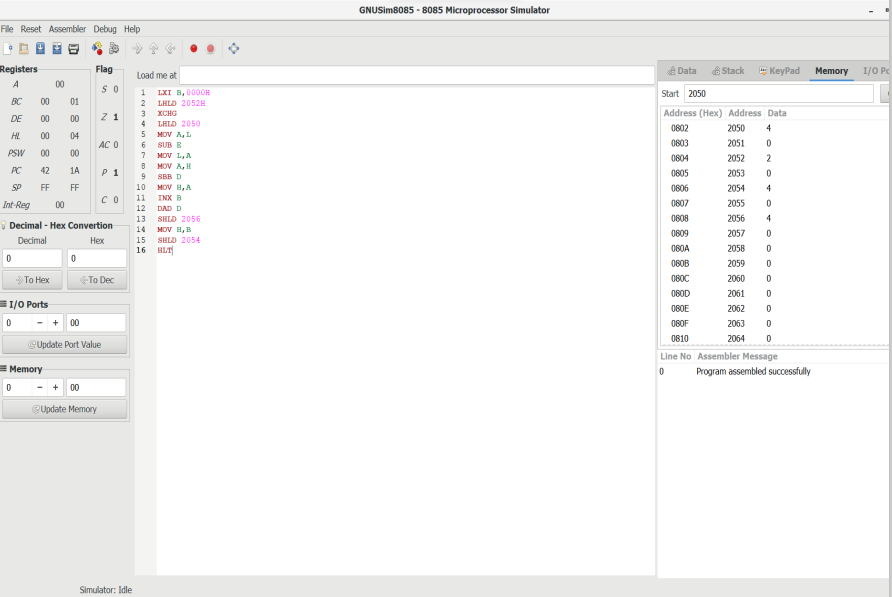 GNUSim8085 - 8085 Microprocessor Simulator
File Reset Assembler Debug Help
Registers
A 00
BC 00 01
DE 00 00
HL 00 04
PSW 00 00
PC 42 1A
SP FF FF
Int-Reg 00
Flag
S 0
Z 1
AC 0
P 1
C 0
Decimal - Hex Convertion
Decimal Hex
0 0
To Hex To Dec
I/O Ports
0 - + 00
Update Port Value
Memory
0 - + 00
Update Memory
Load me at
1 LXI B,0000H
2 LHLD 2052H
3 XCHG
4 LHLD 2050
5 MOV A,L
6 SUB E
7 MOV L,A
8 MOV A,H
9 SBB D
10 MOV H,A
11 INX B
12 DAD D
13 SHLD 2056
14 MOV H,B
15 SHLD 2054
16 HLT
Data Stack KeyPad Memory I/O Po
Start 2050
Address (Hex) Address Data
0802 2050 4
0803 2051 0
0804 2052 2
0805 2053 0
0806 2054 4
0807 2055 0
0808 2056 4
0809 2057 0
080A 2058 0
080B 2059 0
080C 2060 0
080D 2061 0
080E 2062 0
080F 2063 0
0810 2064 0
Line No Assembler Message
0 Program assembled successfully
Simulator: Idle